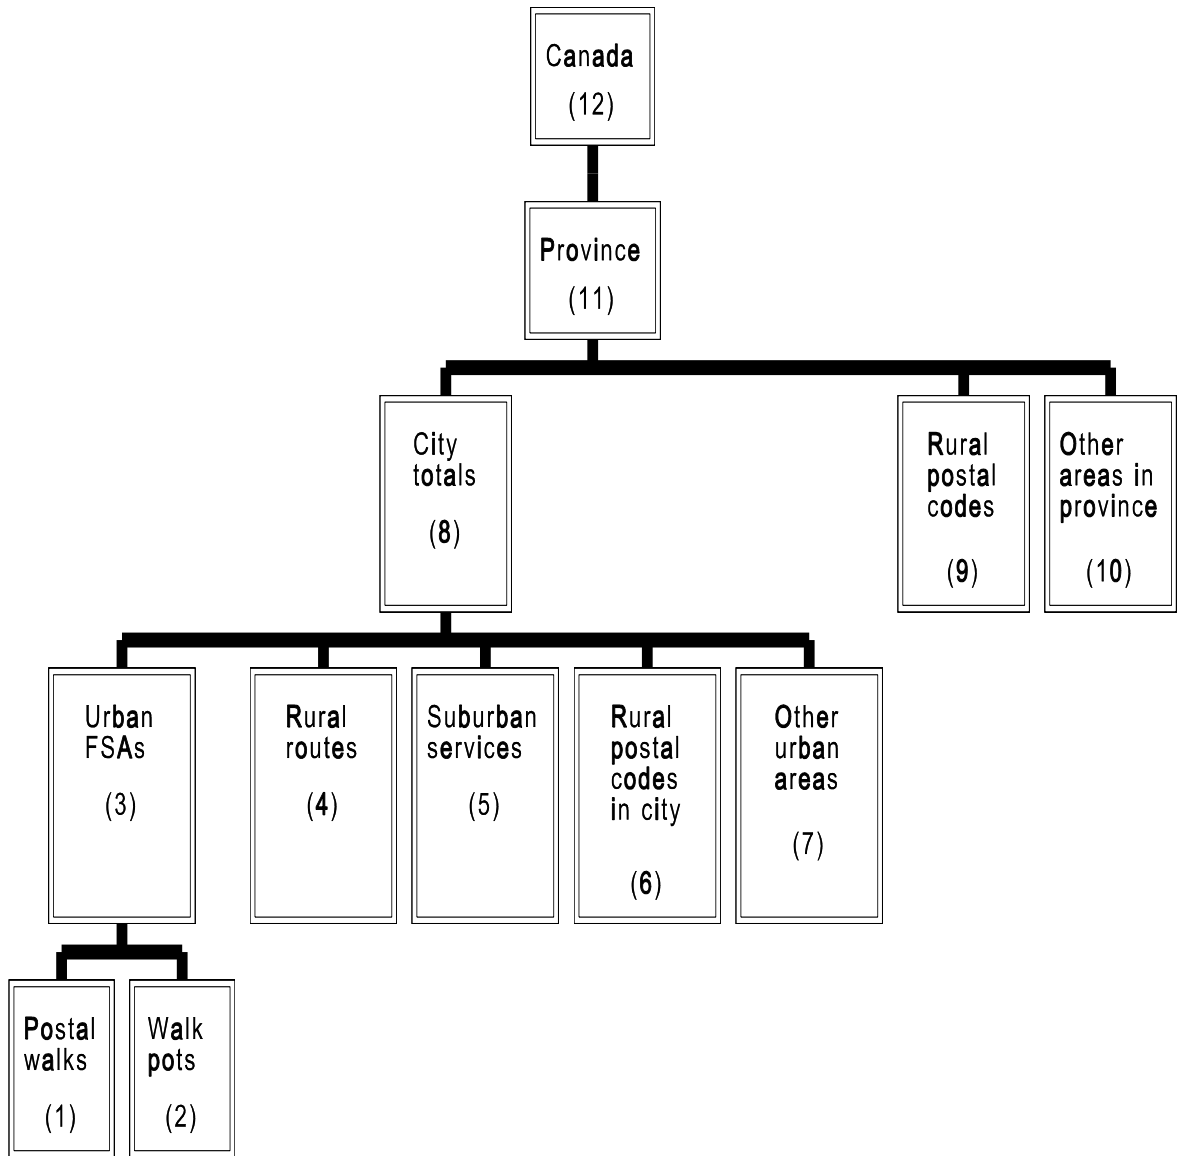 Canada
(12)
Province
(11)
City
totals
(8)
Rural
postal
codes
(9)
Other
areas in
province
(10)
Urban
FSAs
(3)
Rural
routes
(4)
Suburban
services
(5)
Rural
postal
codes
in city
(6)
Other
urban
areas
(7)
Postal
walks
(1)
Walk
pots
(2)